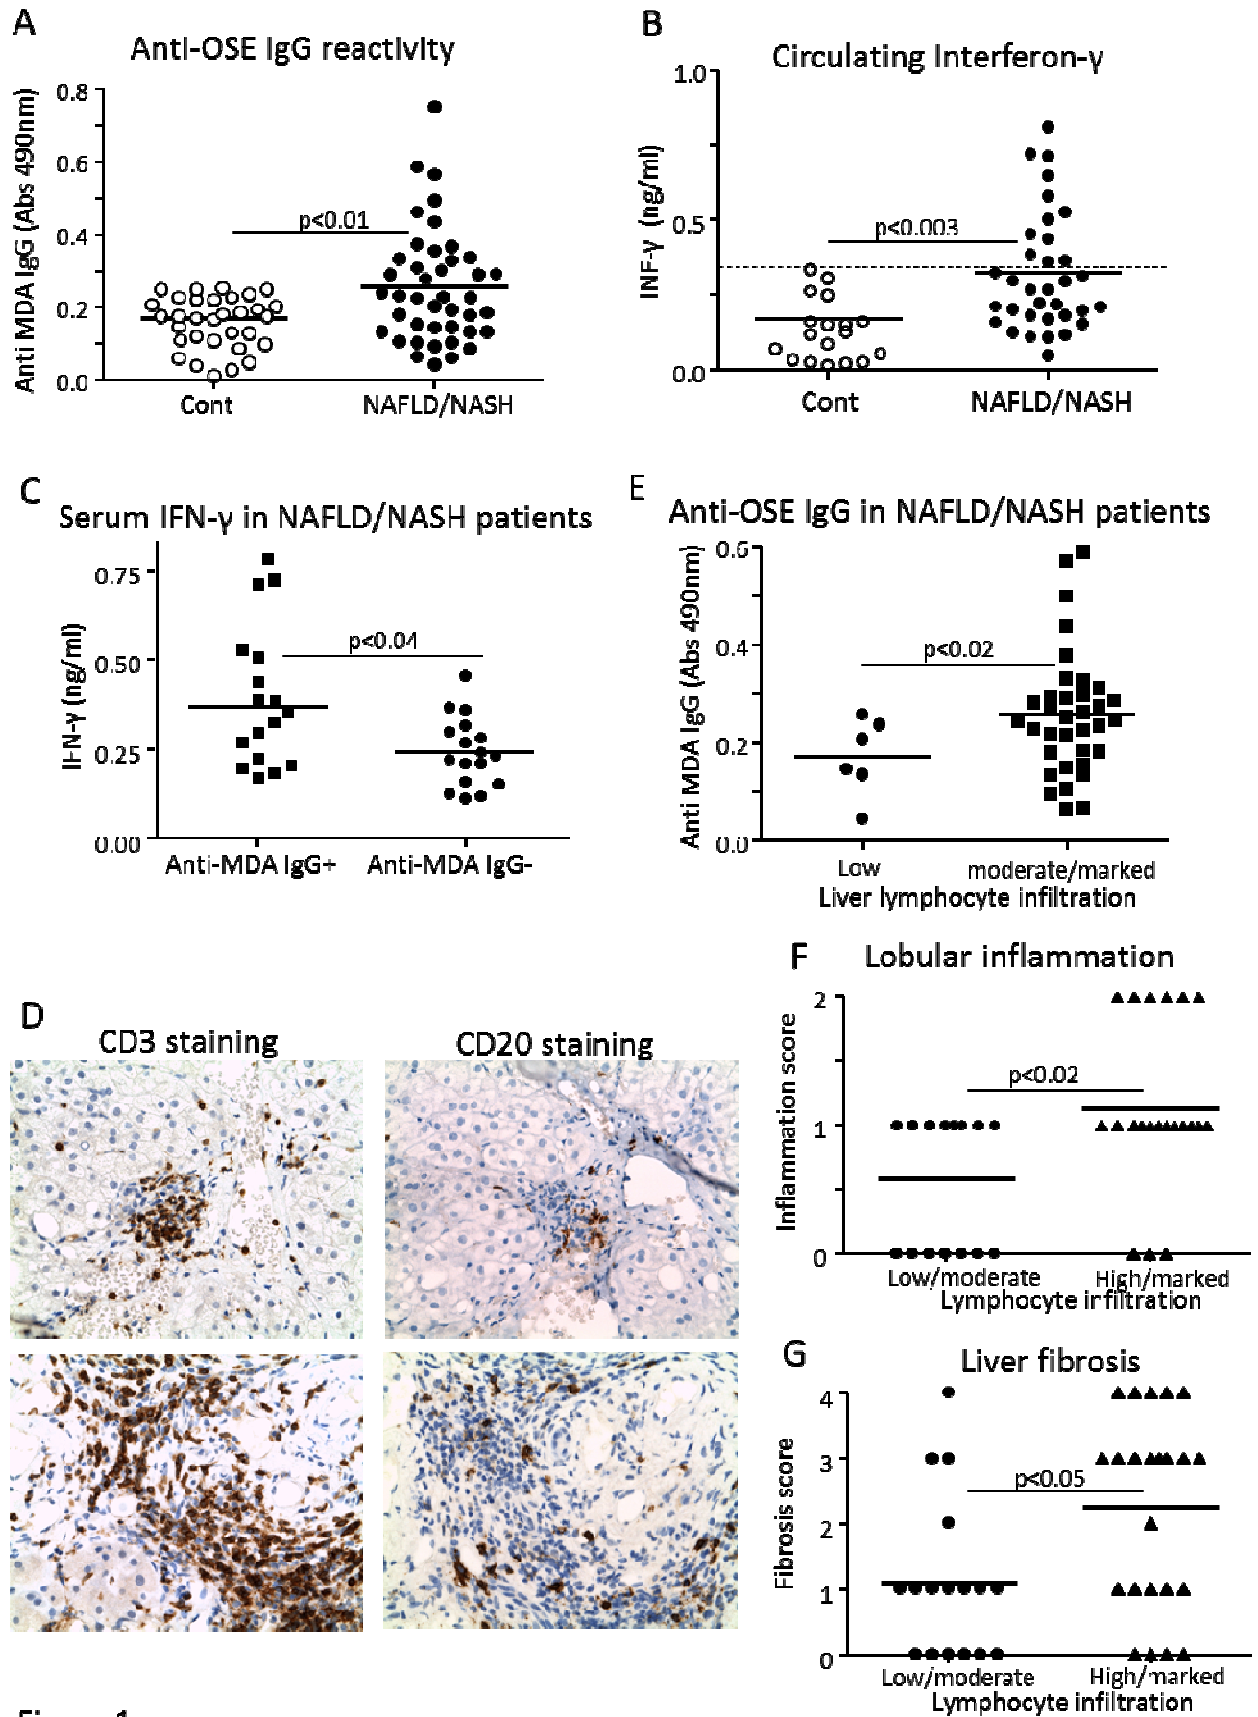 A
Anti-OSE IgG reactivity
Anti MDA IgG (Abs 490nm)
0.8
0.6
0.4
0.2
0.0
p<0.01
Cont
NAFLD/NASH
B
Circulating Interferon-γ
INF-γ (ng/ml)
1.0
0.5
0.0
p<0.003
Cont
NAFLD/NASH
C
Serum IFN-γ in NAFLD/NASH patients
IFN-γ (ng/ml)
0.75
0.50
0.25
0.00
p<0.04
Anti-MDA IgG+
Anti-MDA IgG-
E
Anti-OSE IgG in NAFLD/NASH patients
Anti MDA IgG (Abs 490nm)
0.6
0.4
0.2
0.0
p<0.02
Low
moderate/marked
Liver lymphocyte infiltration
D
CD3 staining
CD20 staining
F
Lobular inflammation
Inflammation score
2
1
0
p<0.02
Low/moderate
High/marked
Lymphocyte infiltration
G
Liver fibrosis
Fibrosis score
4
3
2
1
0
p<0.05
Low/moderate
High/marked
Lymphocyte infiltration